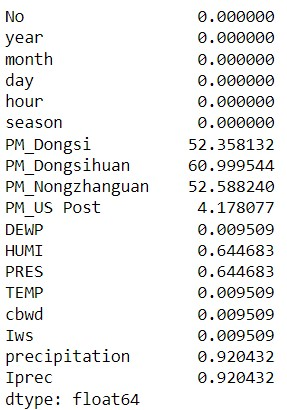 No 0.000000
year 0.000000
month 0.000000
day 0.000000
hour 0.000000
season 0.000000
PM_Dongsi 52.358132
PM_Dongsihuan 60.999544
PM_Nongzhanguan 52.588240
PM_US Post 4.178077
DEWP 0.009509
HUMI 0.644683
PRES 0.644683
TEMP 0.009509
cbwd 0.009509
Iws 0.009509
precipitation 0.920432
Iprec 0.920432
dtype: float64